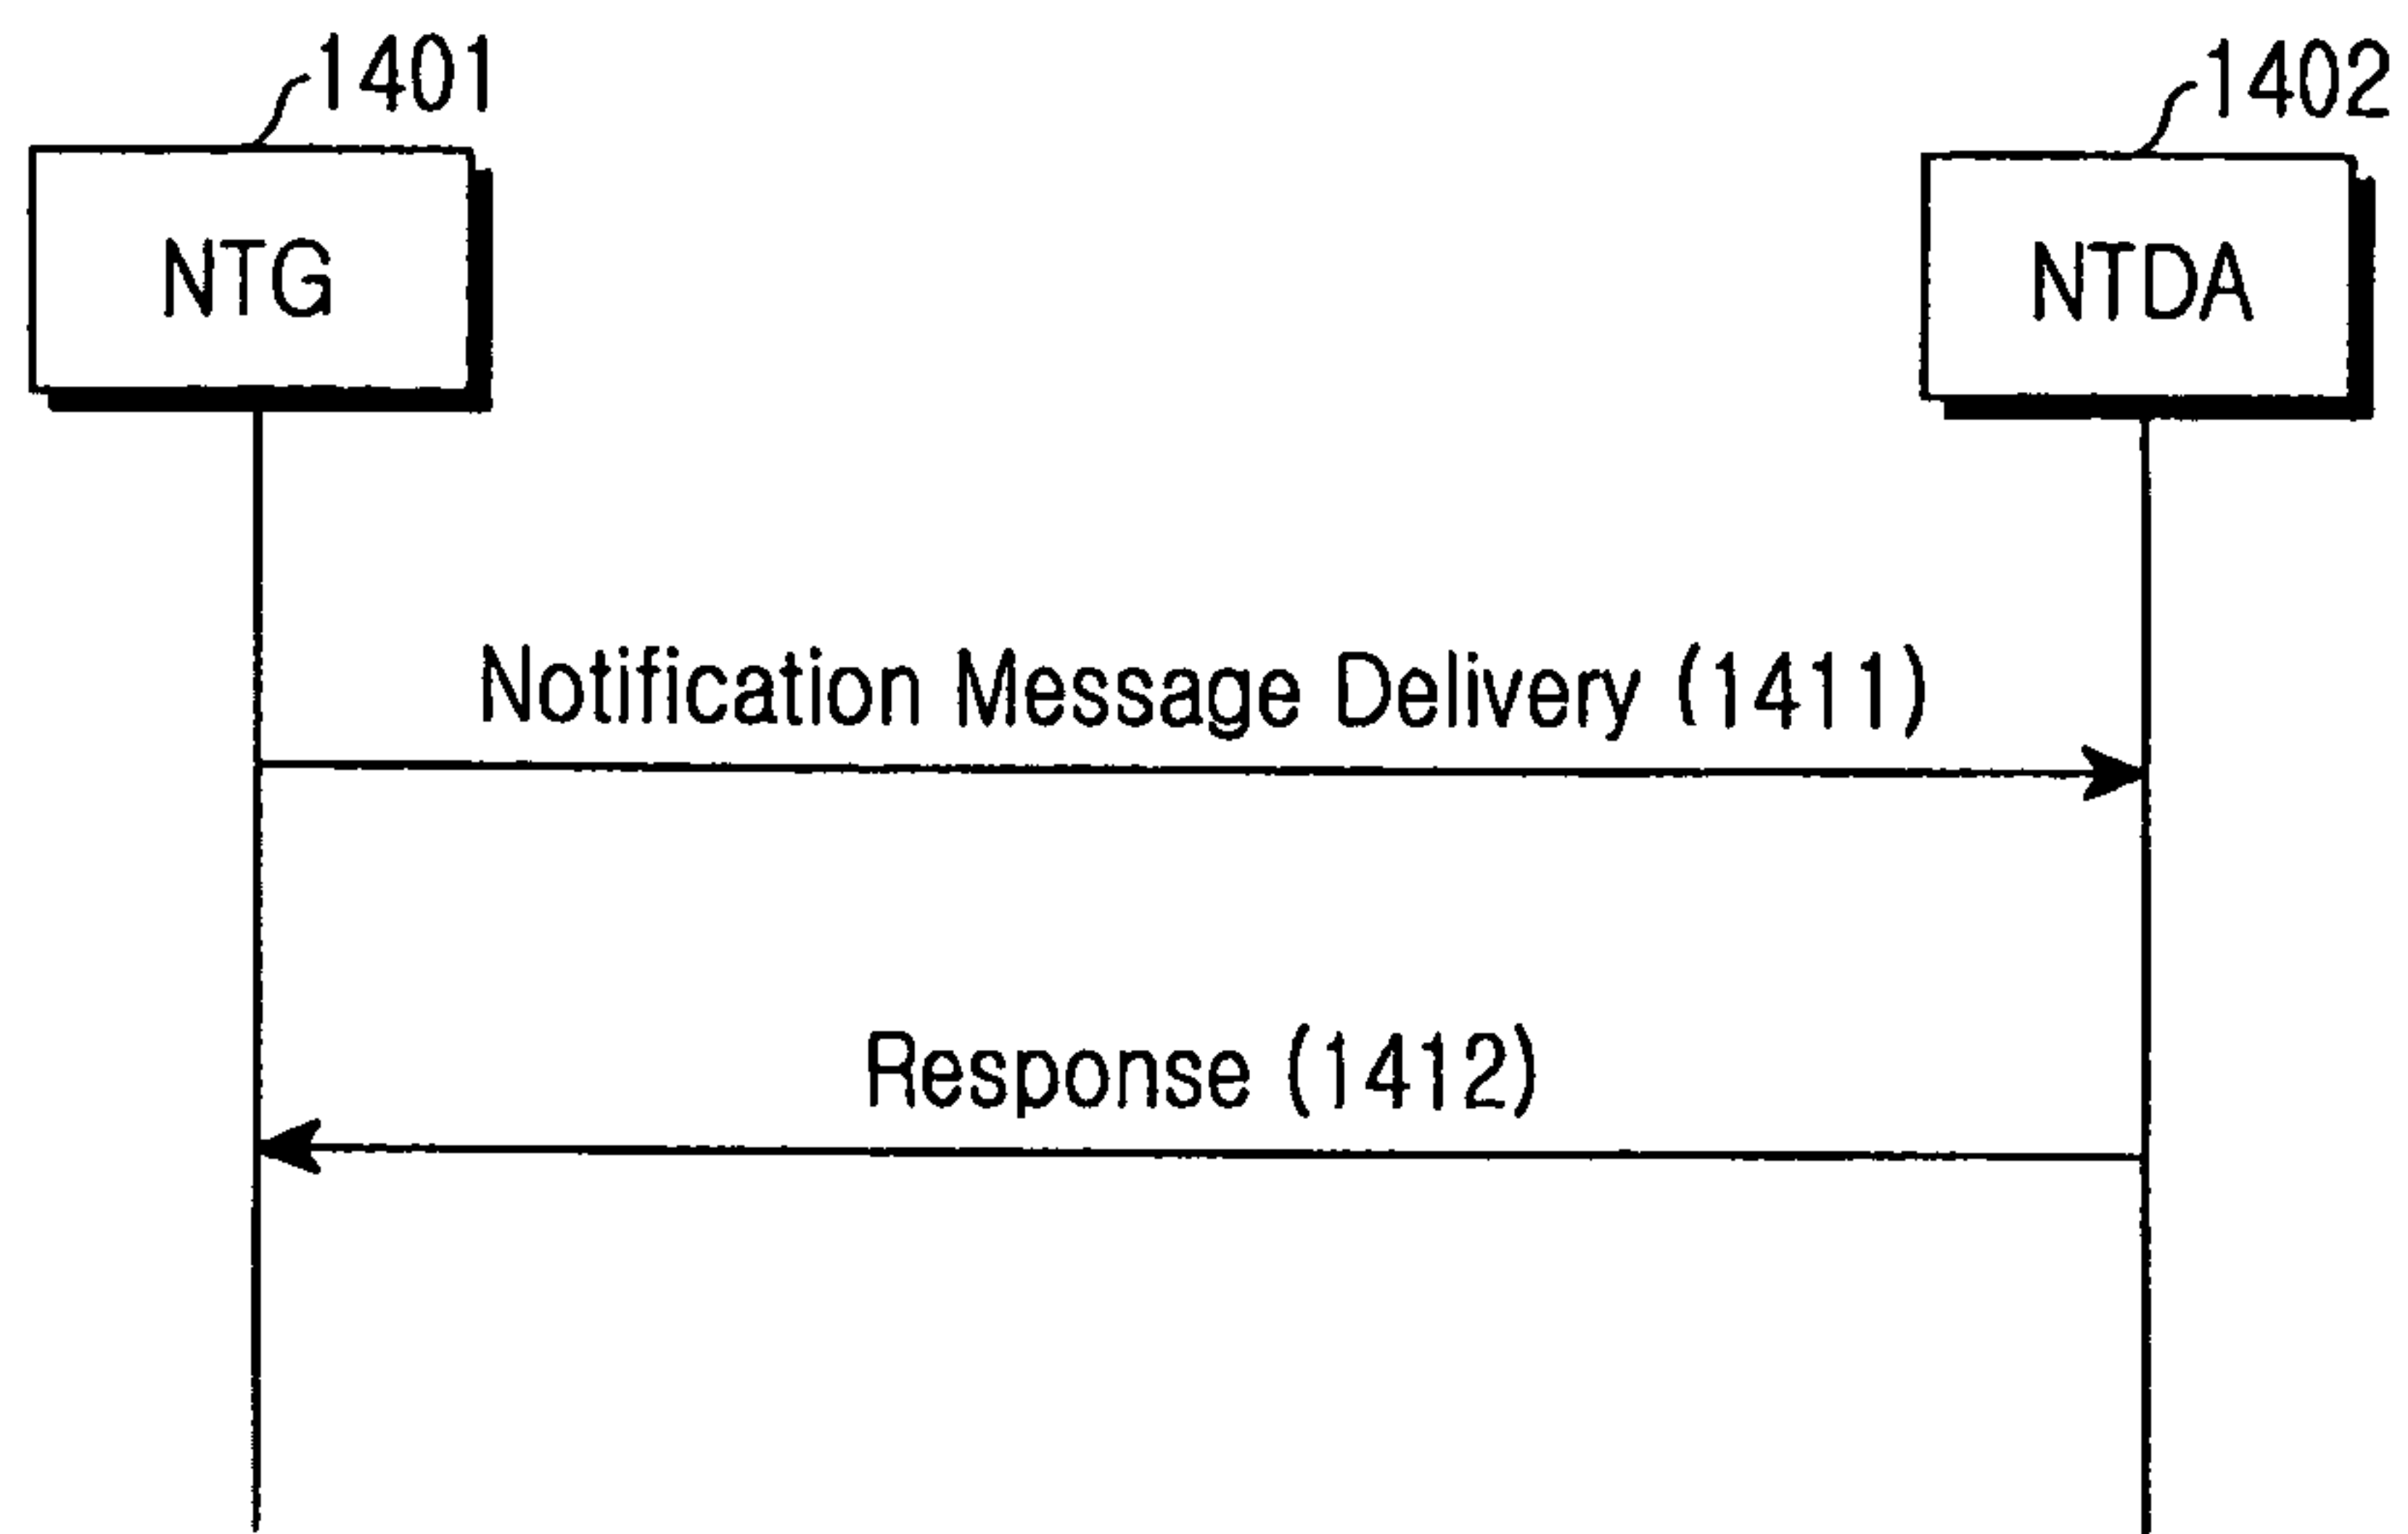 1401
1402
NTG
NTDA
Notification Message Delivery (1411)
Response (1412)